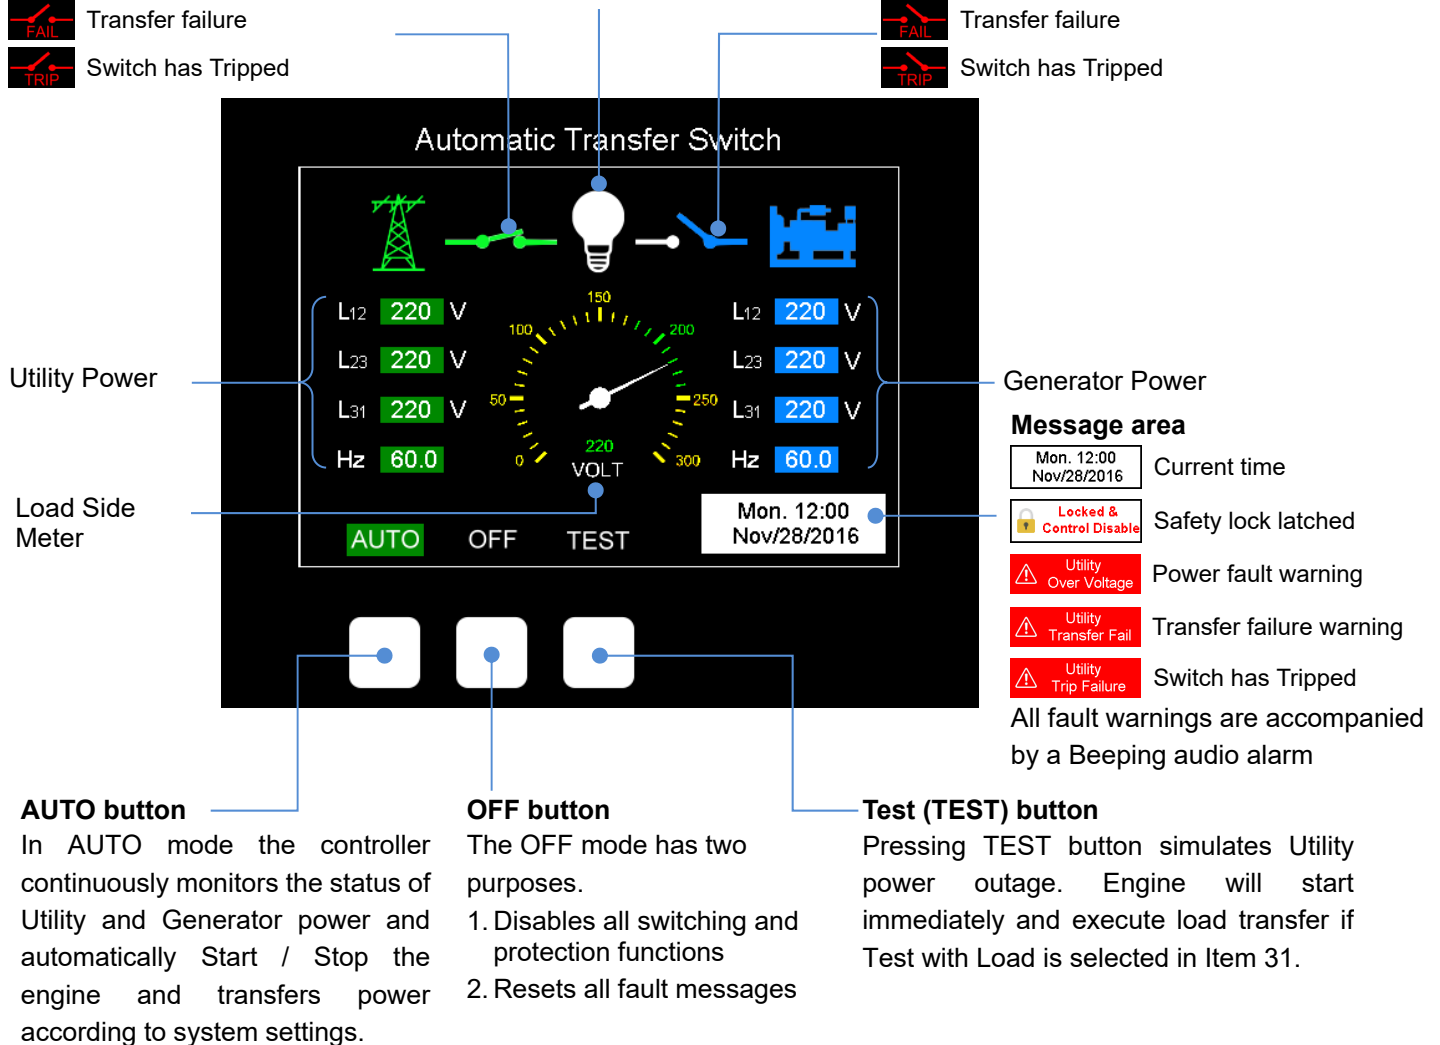 FAIL Transfer failure
TRIP Switch has Tripped
FAIL Transfer failure
TRIP Switch has Tripped
Automatic Transfer Switch
L12 220 V
L23 220 V
L31 220 V
Hz 60.0
0
50
100
150
200
250
300
220
VOLT
L12 220 V
L23 220 V
L31 220 V
Hz 60.0
AUTO OFF TEST
Mon. 12:00
Nov/28/2016
Utility Power
Load Side
Meter
Generator Power
Message area
Mon. 12:00
Nov/28/2016
Current time
Locked &
Control Disable
Safety lock latched
Utility
Over Voltage
Power fault warning
Utility
Transfer Fail
Transfer failure warning
Utility
Trip Failure
Switch has Tripped
All fault warnings are accompanied
by a Beeping audio alarm
AUTO button
In AUTO mode the controller
continuously monitors the status of
Utility and Generator power and
automatically Start / Stop the
engine and transfers power
according to system settings.
OFF button
The OFF mode has two
purposes.
1. Disables all switching and
protection functions
2. Resets all fault messages
Test (TEST) button
Pressing TEST button simulates Utility
power outage. Engine will start
immediately and execute load transfer if
Test with Load is selected in Item 31.